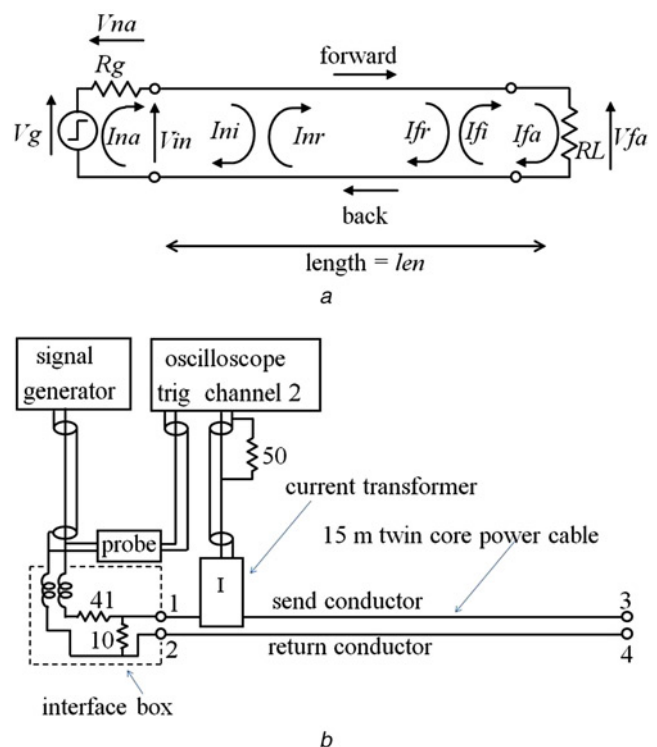 Vna
Rg
forward
Vg
Ina
Vin
Ini
Inr
Ifr
Ifi
Ifa
RL
Vfa
back
length = len
a
signal
generator
oscilloscope
trig channel 2
50
probe
current transformer
15 m twin core power cable
I
41
1
send conductor
3
10
2
return conductor
4
interface box
b